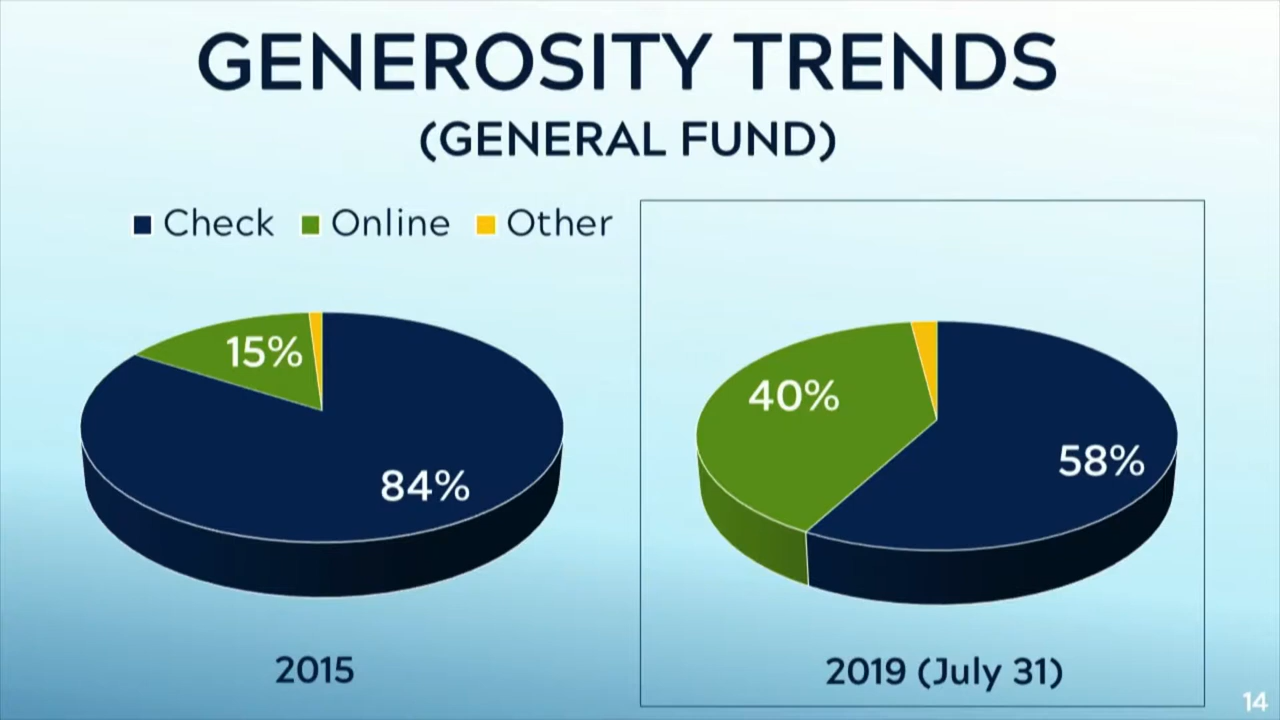 GENEROSITY TRENDS
(GENERAL FUND)
Check Online Other
15%
84%
2015
40%
58%
2019 (July 31)
14